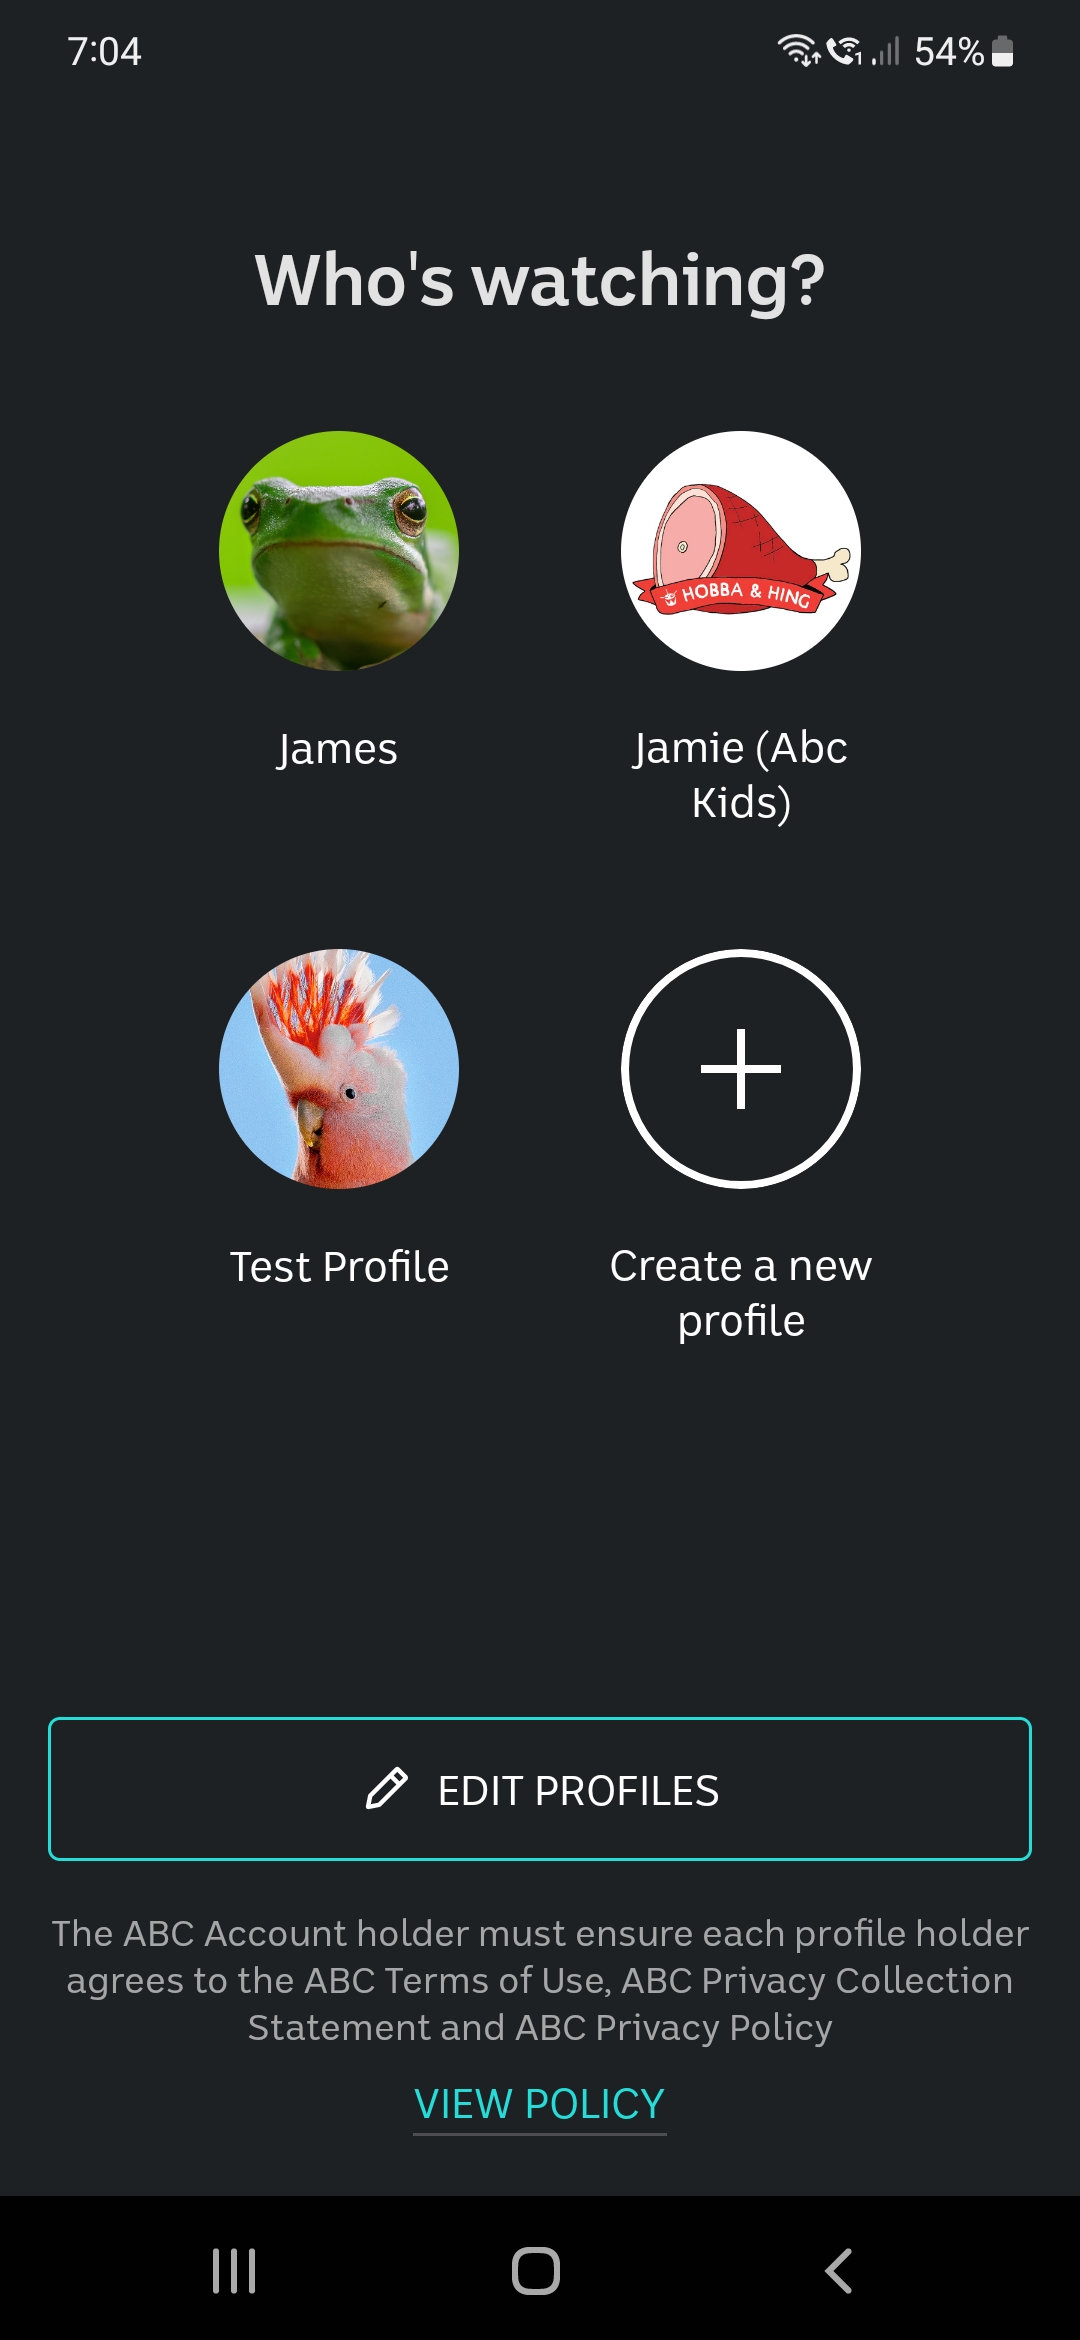 7:04
1
54%
Who's watching?
HOBBA & HING
James
Jamie (Abc
Kids)
Test Profile
Create a new
profile
EDIT PROFILES
The ABC Account holder must ensure each profile holder
agrees to the ABC Terms of Use, ABC Privacy Collection
Statement and ABC Privacy Policy
VIEW POLICY